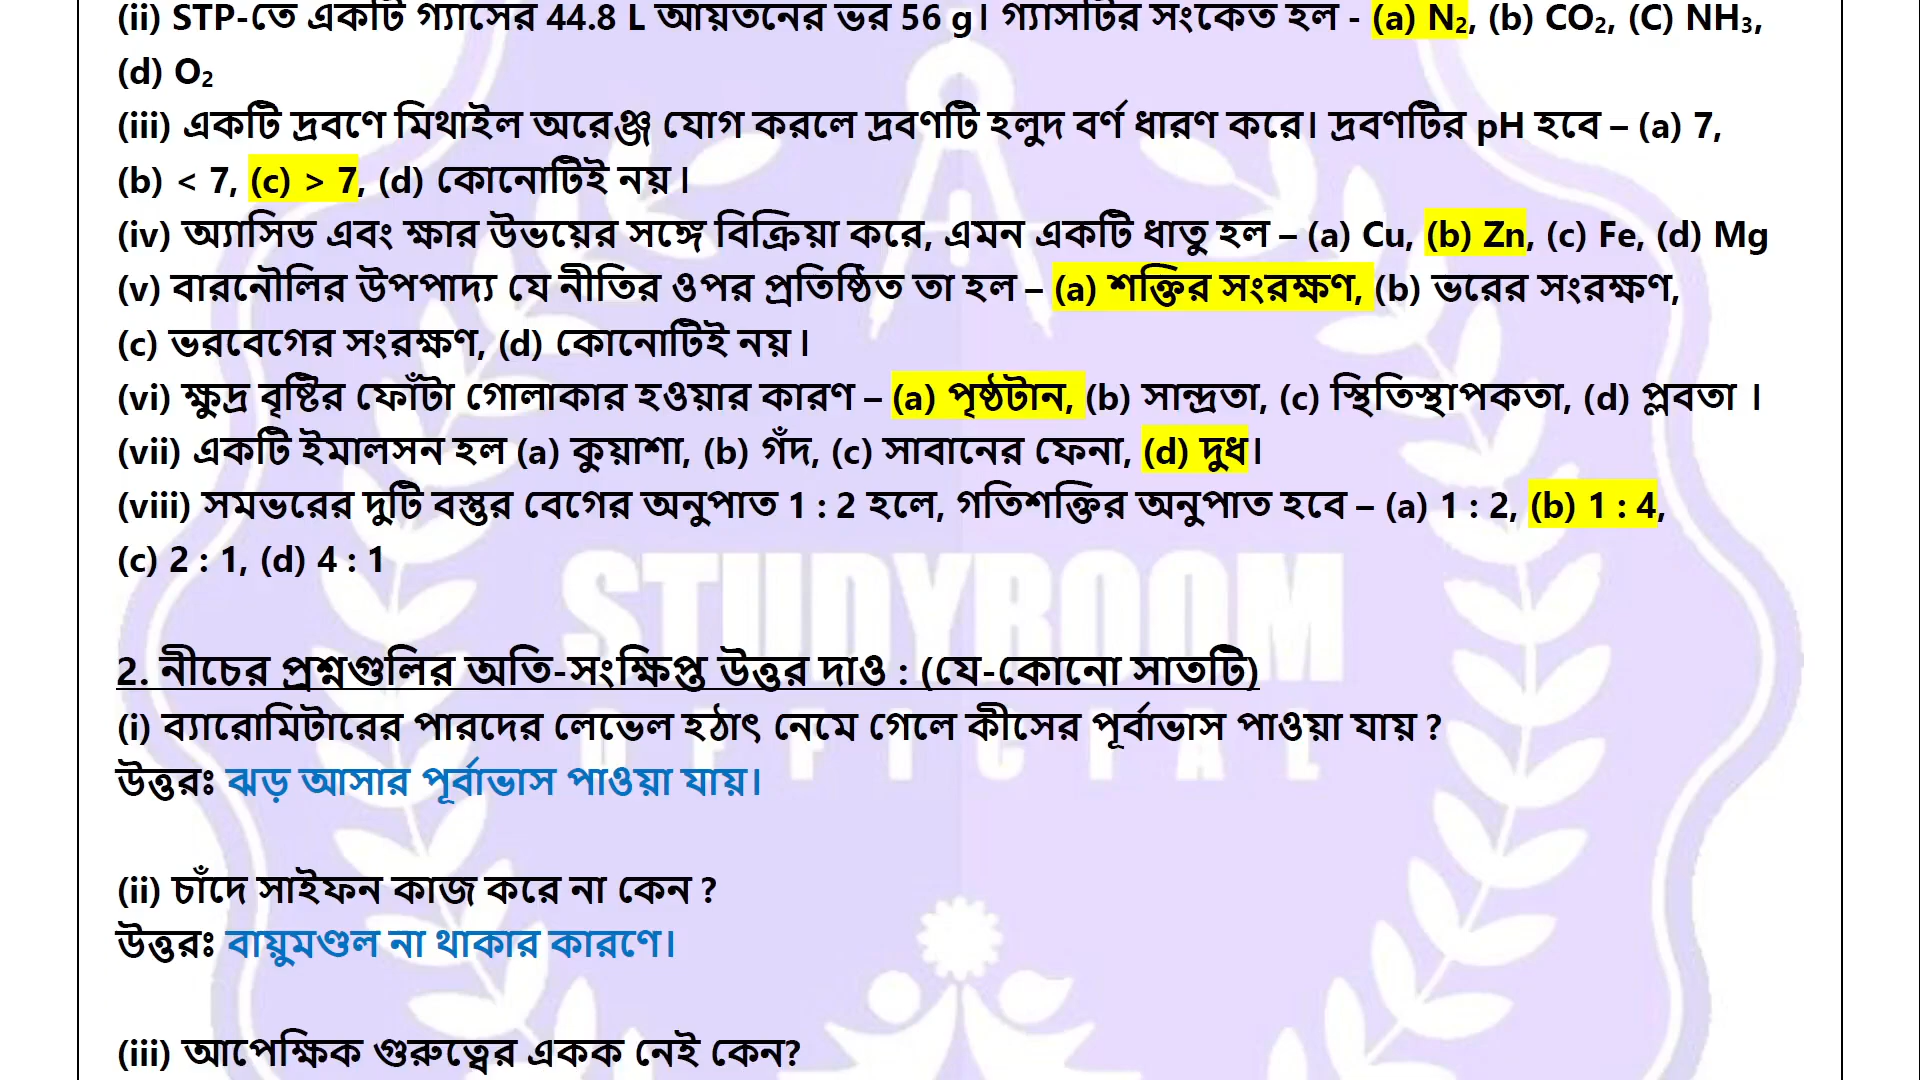 (ii) STP-তে একটি গ্যাসের 44.8 L আয়তনের ভর 56 g। গ্যাসটির সংকেত হল - (a) N₂, (b) CO₂, (C) NH₃,
(d) O₂
(iii) একটি দ্রবণে মিথাইল অরেঞ্জ যোগ করলে দ্রবণটি হলুদ বর্ণ ধারণ করে। দ্রবণটির pH হবে – (a) 7,
(b) < 7, (c) > 7, (d) কোনোটিই নয়।
(iv) অ্যাসিড এবং ক্ষার উভয়ের সঙ্গে বিক্রিয়া করে, এমন একটি ধাতু হল – (a) Cu, (b) Zn, (c) Fe, (d) Mg
(v) বারনৌলির উপপাদ্য যে নীতির ওপর প্রতিষ্ঠিত তা হল – (a) শক্তির সংরক্ষণ, (b) ভরের সংরক্ষণ,
(c) ভরবেগের সংরক্ষণ, (d) কোনোটিই নয়।
(vi) ক্ষুদ্র বৃষ্টির ফোঁটা গোলাকার হওয়ার কারণ – (a) পৃষ্ঠটান, (b) সান্দ্রতা, (c) স্থিতিস্থাপকতা, (d) প্লবতা ।
(vii) একটি ইমালসন হল (a) কুয়াশা, (b) গঁদ, (c) সাবানের ফেনা, (d) দুধ।
(viii) সমভরের দুটি বস্তুর বেগের অনুপাত 1 : 2 হলে, গতিশক্তির অনুপাত হবে – (a) 1 : 2, (b) 1 : 4,
(c) 2 : 1, (d) 4 : 1
STUDYROOM
2. নীচের প্রশ্নগুলির অতি-সংক্ষিপ্ত উত্তর দাও : (যে-কোনো সাতটি)
(i) ব্যারোমিটারের পারদের লেভেল হঠাৎ নেমে গেলে কীসের পূর্বাভাস পাওয়া যায় ?
OFFICIAL
উত্তরঃ ঝড় আসার পূর্বাভাস পাওয়া যায়।
(ii) চাঁদে সাইফন কাজ করে না কেন ?
উত্তরঃ বায়ুমণ্ডল না থাকার কারণে।
(iii) আপেক্ষিক গুরুত্বের একক নেই কেন?